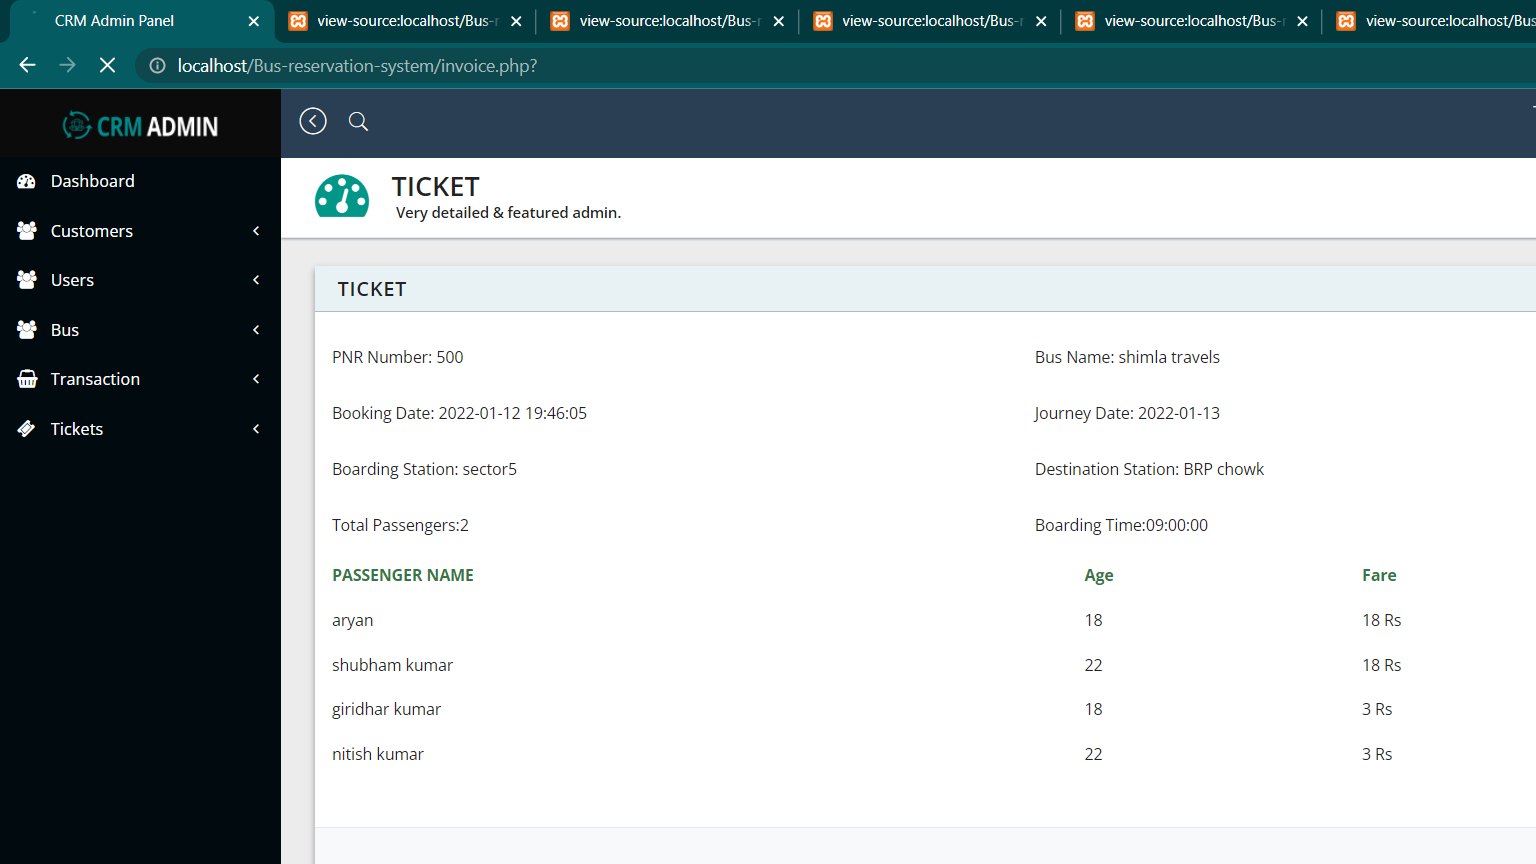 CRM Admin Panel
view-source:localhost/Bus-r
view-source:localhost/Bus-r
view-source:localhost/Bus-r
view-source:localhost/Bus-r
view-source:localhost/Bus
localhost/Bus-reservation-system/invoice.php?
CRM ADMIN
Dashboard
Customers
Users
Bus
Transaction
Tickets
TICKET
Very detailed & featured admin.
TICKET
PNR Number: 500
Bus Name: shimla travels
Booking Date: 2022-01-12 19:46:05
Journey Date: 2022-01-13
Boarding Station: sector5
Destination Station: BRP chowk
Total Passengers:2
Boarding Time:09:00:00
PASSENGER NAME Age Fare
aryan 18 18 Rs
shubham kumar 22 18 Rs
giridhar kumar 18 3 Rs
nitish kumar 22 3 Rs